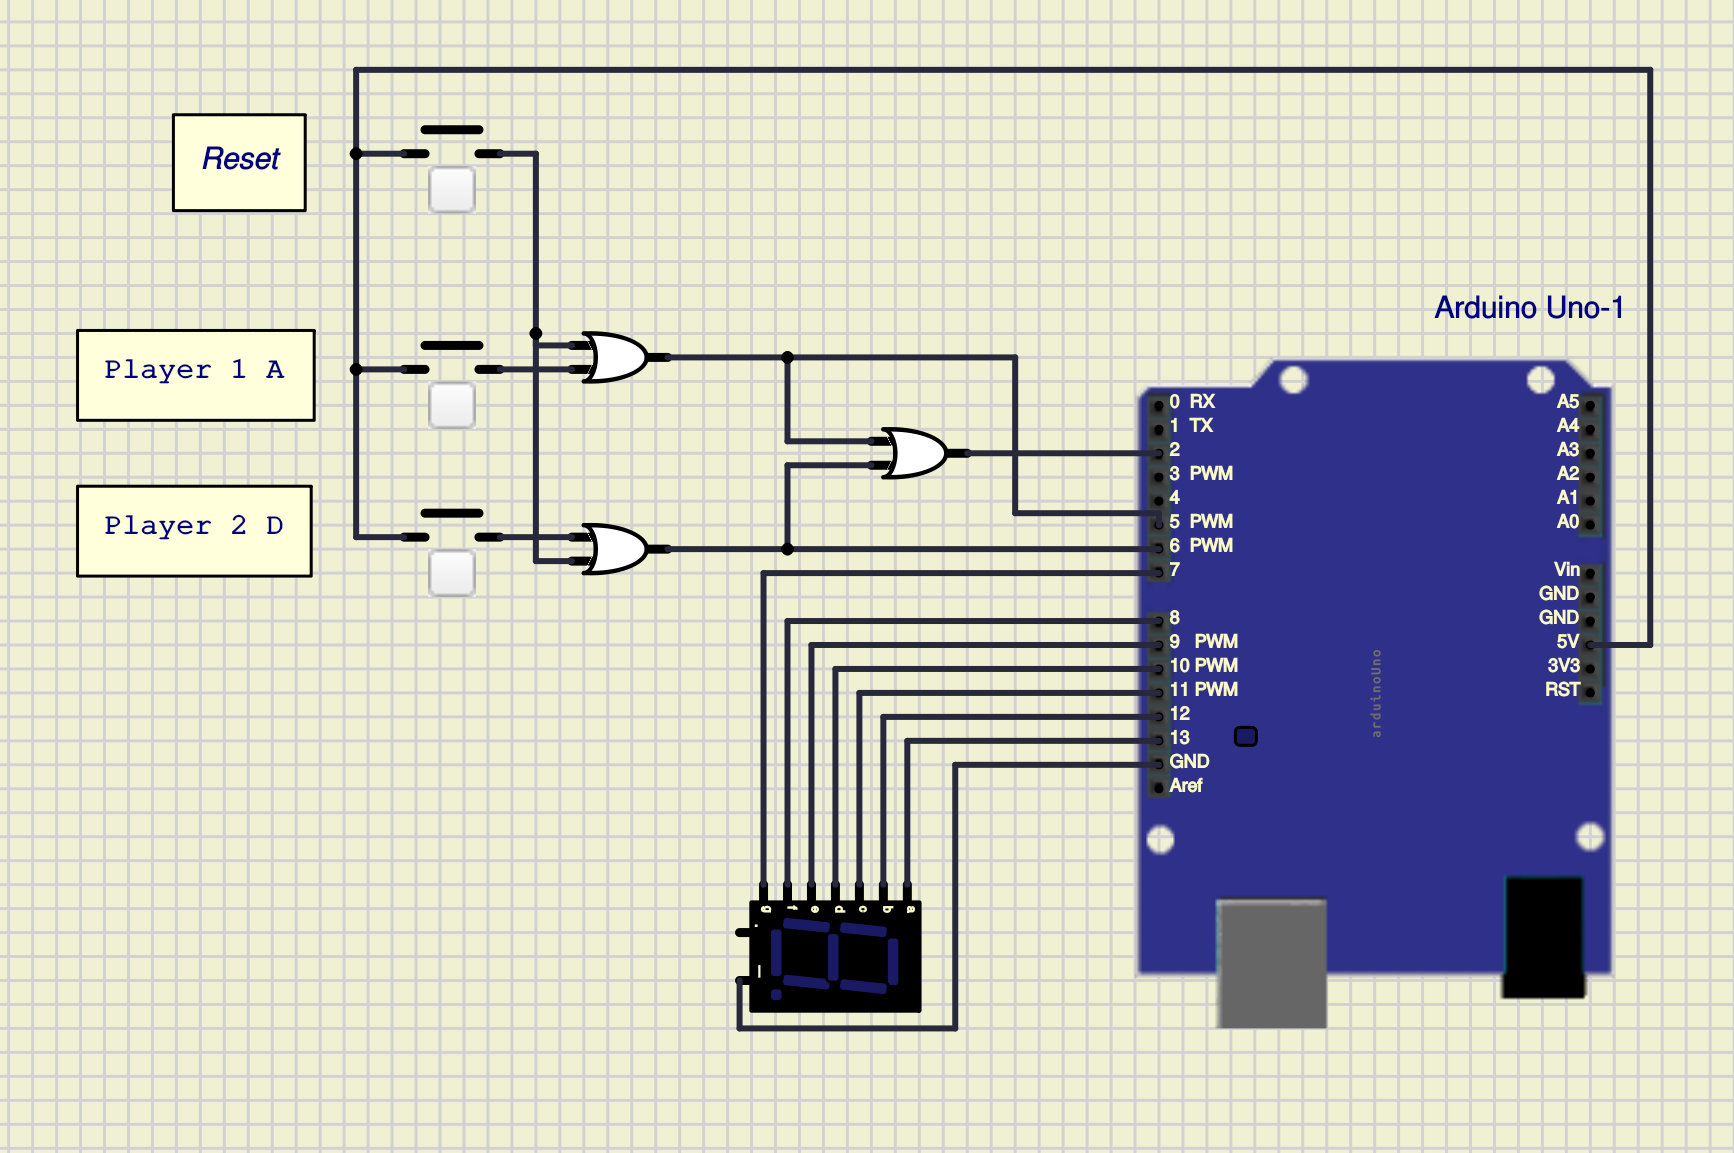 Reset
Player 1 A
Player 2 D
Arduino Uno-1
0 RX
1 TX
2
3 PWM
4
5 PWM
6 PWM
7
8
9 PWM
10 PWM
11 PWM
12
13
GND
Aref
A5
A4
A3
A2
A1
A0
Vin
GND
GND
5V
3V3
RST
arduinoUno
g f e d c b a